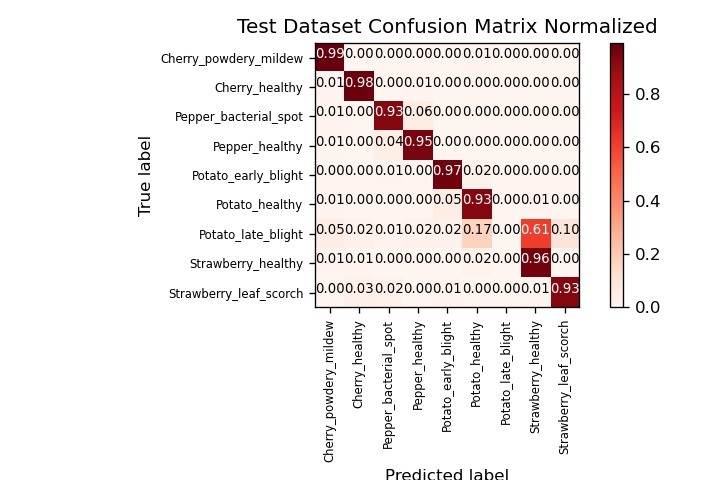 Test Dataset Confusion Matrix Normalized
Cherry_powdery_mildew 0.99 0.00 0.00 0.00 0.00 0.01 0.00 0.00 0.00
Cherry_healthy 0.01 0.98 0.00 0.01 0.00 0.00 0.00 0.00 0.00
Pepper_bacterial_spot 0.01 0.00 0.93 0.06 0.00 0.00 0.00 0.00 0.00
Pepper_healthy 0.01 0.00 0.04 0.95 0.00 0.00 0.00 0.00 0.00
Potato_early_blight 0.00 0.00 0.01 0.00 0.97 0.02 0.00 0.00 0.00
Potato_healthy 0.01 0.00 0.00 0.00 0.05 0.93 0.00 0.01 0.00
Potato_late_blight 0.05 0.02 0.01 0.02 0.02 0.17 0.00 0.61 0.10
Strawberry_healthy 0.01 0.01 0.00 0.00 0.00 0.02 0.00 0.96 0.00
Strawberry_leaf_scorch 0.00 0.03 0.02 0.00 0.01 0.00 0.00 0.01 0.93
True label
Cherry_powdery_mildew
Cherry_healthy
Pepper_bacterial_spot
Pepper_healthy
Potato_early_blight
Potato_healthy
Potato_late_blight
Strawberry_healthy
Strawberry_leaf_scorch
Predicted label
0.8
0.6
0.4
0.2
0.0